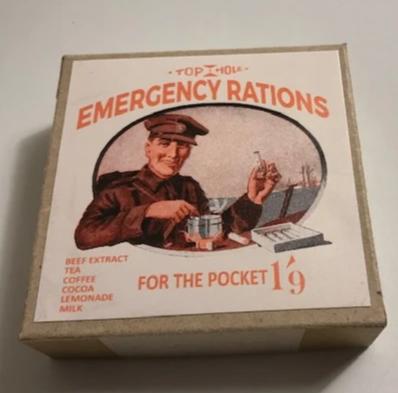 TOP HOLE
EMERGENCY RATIONS
BEEF EXTRACT
TEA
COFFEE
COCOA
LEMONADE
MILK
FOR THE POCKET 1'9